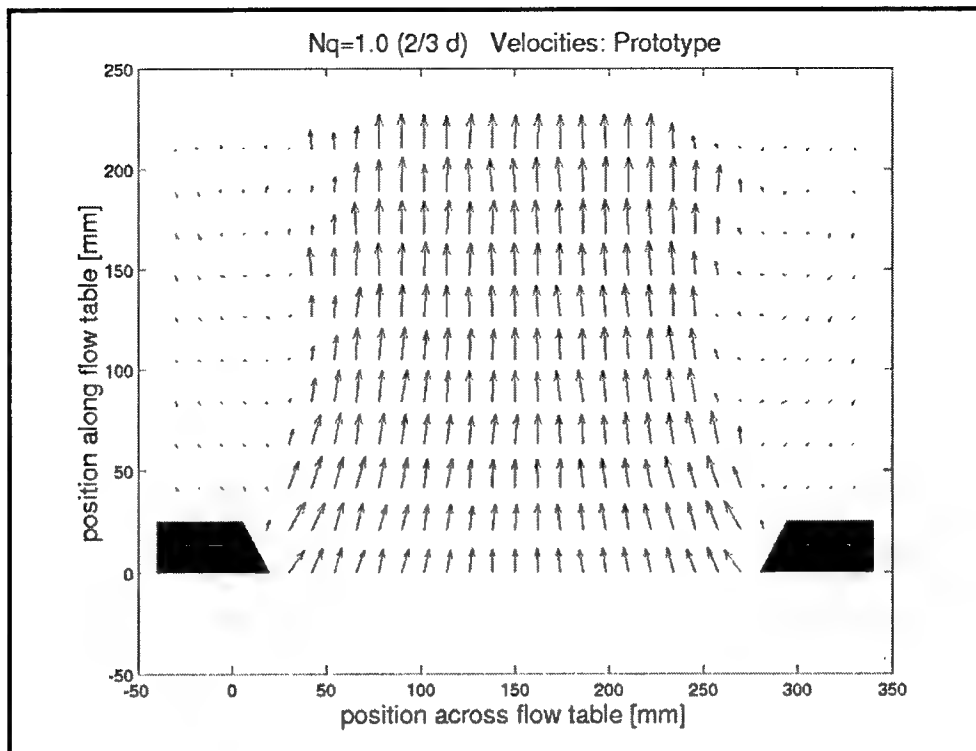 Nq=1.0 (2/3 d) Velocities: Prototype
250
200
150
100
50
0
-50
position along flow table [mm]
-50 0 50 100 150 200 250 300 350
position across flow table [mm]